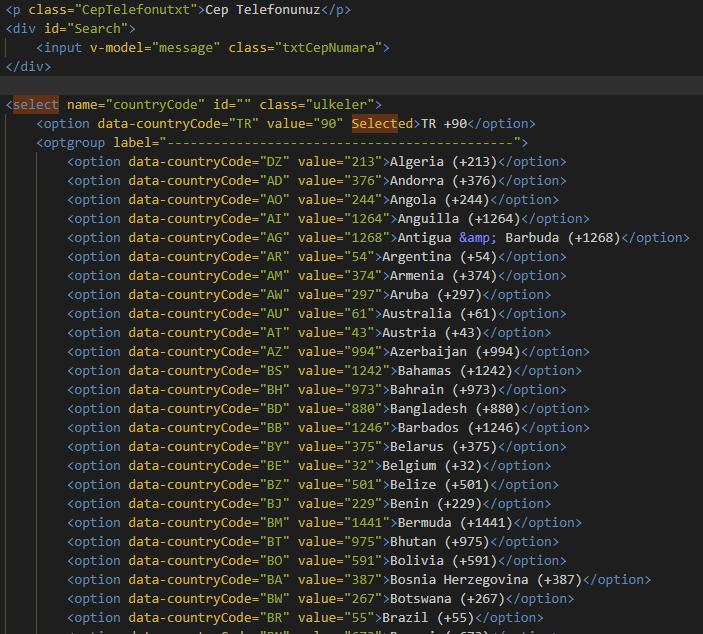 <p class="CepTelefonutxt">Cep Telefonunuz</p>
<div id="Search">
    <input v-model="message" class="txtCepNumara">
</div>

<select name="countryCode" id="" class="ulkeler">
    <option data-countryCode="TR" value="90" Selected>TR +90</option>
    <optgroup label="---------------------------------------------">
        <option data-countryCode="DZ" value="213">Algeria (+213)</option>
        <option data-countryCode="AD" value="376">Andorra (+376)</option>
        <option data-countryCode="AO" value="244">Angola (+244)</option>
        <option data-countryCode="AI" value="1264">Anguilla (+1264)</option>
        <option data-countryCode="AG" value="1268">Antigua &amp; Barbuda (+1268)</option>
        <option data-countryCode="AR" value="54">Argentina (+54)</option>
        <option data-countryCode="AM" value="374">Armenia (+374)</option>
        <option data-countryCode="AW" value="297">Aruba (+297)</option>
        <option data-countryCode="AU" value="61">Australia (+61)</option>
        <option data-countryCode="AT" value="43">Austria (+43)</option>
        <option data-countryCode="AZ" value="994">Azerbaijan (+994)</option>
        <option data-countryCode="BS" value="1242">Bahamas (+1242)</option>
        <option data-countryCode="BH" value="973">Bahrain (+973)</option>
        <option data-countryCode="BD" value="880">Bangladesh (+880)</option>
        <option data-countryCode="BB" value="1246">Barbados (+1246)</option>
        <option data-countryCode="BY" value="375">Belarus (+375)</option>
        <option data-countryCode="BE" value="32">Belgium (+32)</option>
        <option data-countryCode="BZ" value="501">Belize (+501)</option>
        <option data-countryCode="BJ" value="229">Benin (+229)</option>
        <option data-countryCode="BM" value="1441">Bermuda (+1441)</option>
        <option data-countryCode="BT" value="975">Bhutan (+975)</option>
        <option data-countryCode="BO" value="591">Bolivia (+591)</option>
        <option data-countryCode="BA" value="387">Bosnia Herzegovina (+387)</option>
        <option data-countryCode="BW" value="267">Botswana (+267)</option>
        <option data-countryCode="BR" value="55">Brazil (+55)</option>